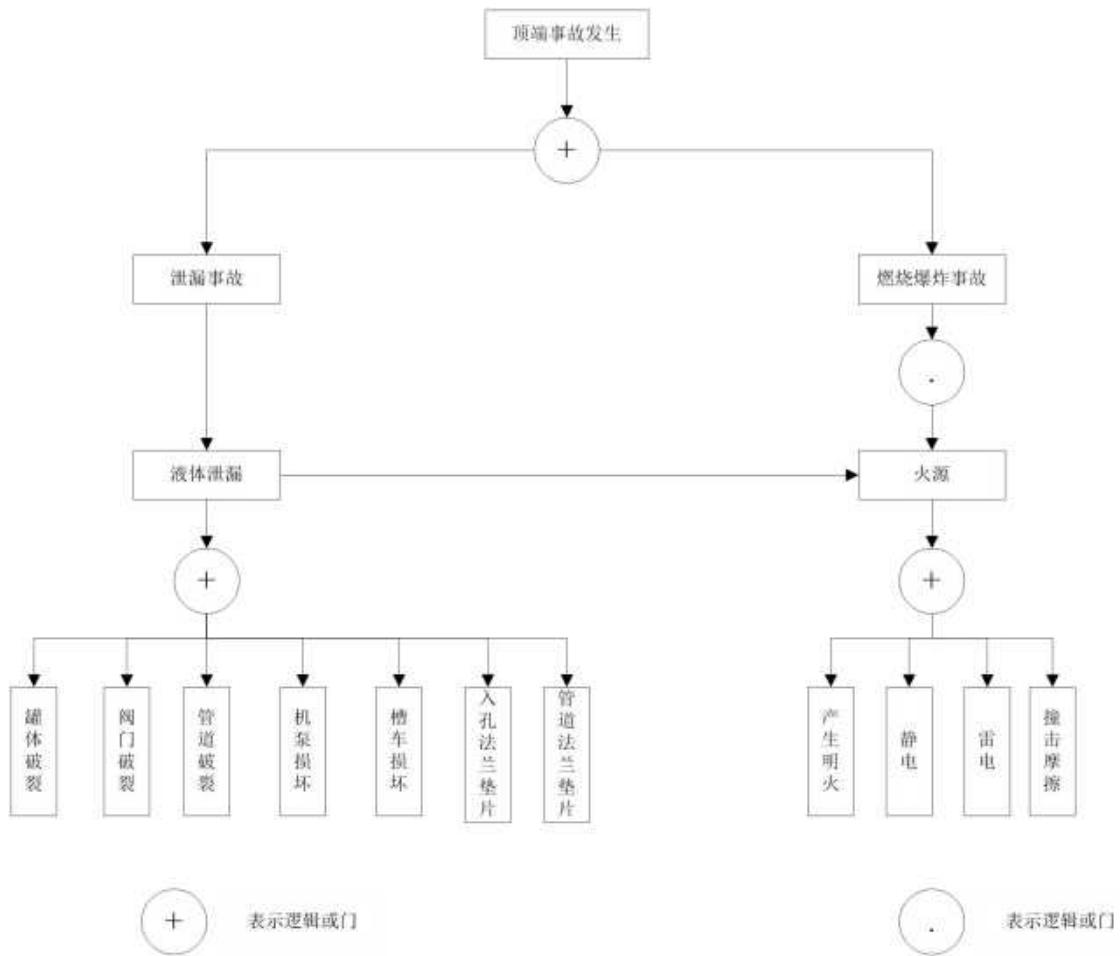 顶端事故发生
+
泄漏事故
燃烧爆炸事故
.
液体泄漏
火源
+
+
罐体破裂
阀门破裂
管道破裂
机泵损坏
槽车损坏
入孔法兰垫片
管道法兰垫片
产生明火
静电
雷电
撞击摩擦
+
表示逻辑或门
.
表示逻辑或门